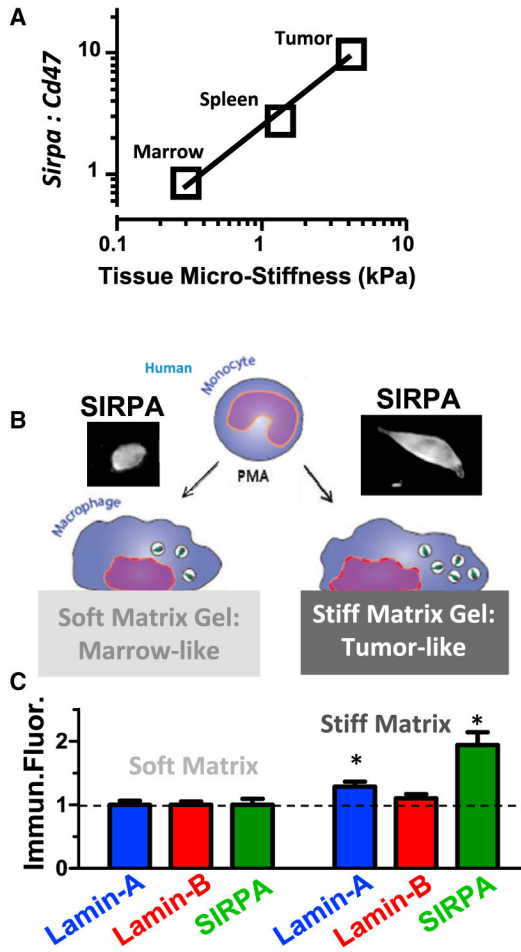 A
Sirpa : Cd47
10
1
Tumor
Spleen
Marrow
0.1
1
10
Tissue Micro-Stiffness (kPa)
B
Human
Monocyte
SIRPA
SIRPA
PMA
Macrophage
Soft Matrix Gel:
Marrow-like
Stiff Matrix Gel:
Tumor-like
C
Immun.Fluor.
2
1
0
Soft Matrix
Stiff Matrix
*
*
Lamin-A
Lamin-B
SIRPA
Lamin-A
Lamin-B
SIRPA